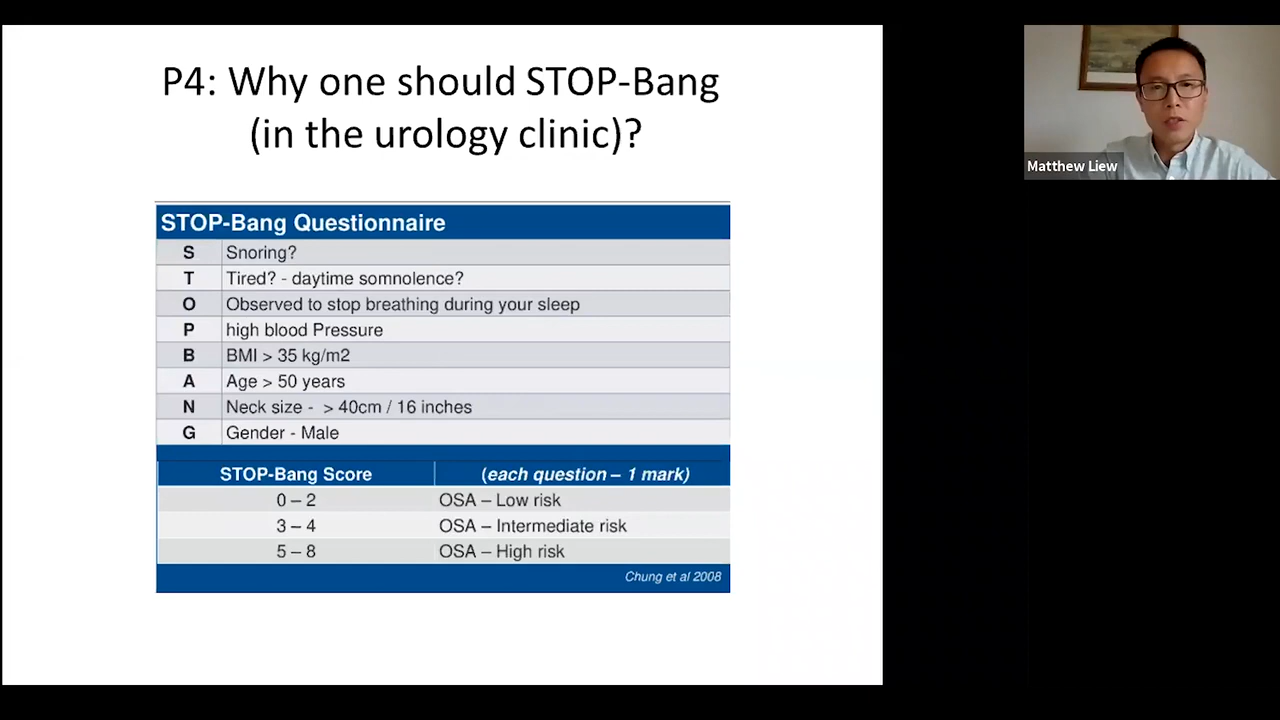 P4: Why one should STOP-Bang
(in the urology clinic)?
Matthew Liew
STOP-Bang Questionnaire
S Snoring?
T Tired? - daytime somnolence?
O Observed to stop breathing during your sleep
P high blood Pressure
B BMI > 35 kg/m2
A Age > 50 years
N Neck size - > 40cm / 16 inches
G Gender - Male
STOP-Bang Score (each question – 1 mark)
0 – 2 OSA – Low risk
3 – 4 OSA – Intermediate risk
5 – 8 OSA – High risk
Chung et al 2008